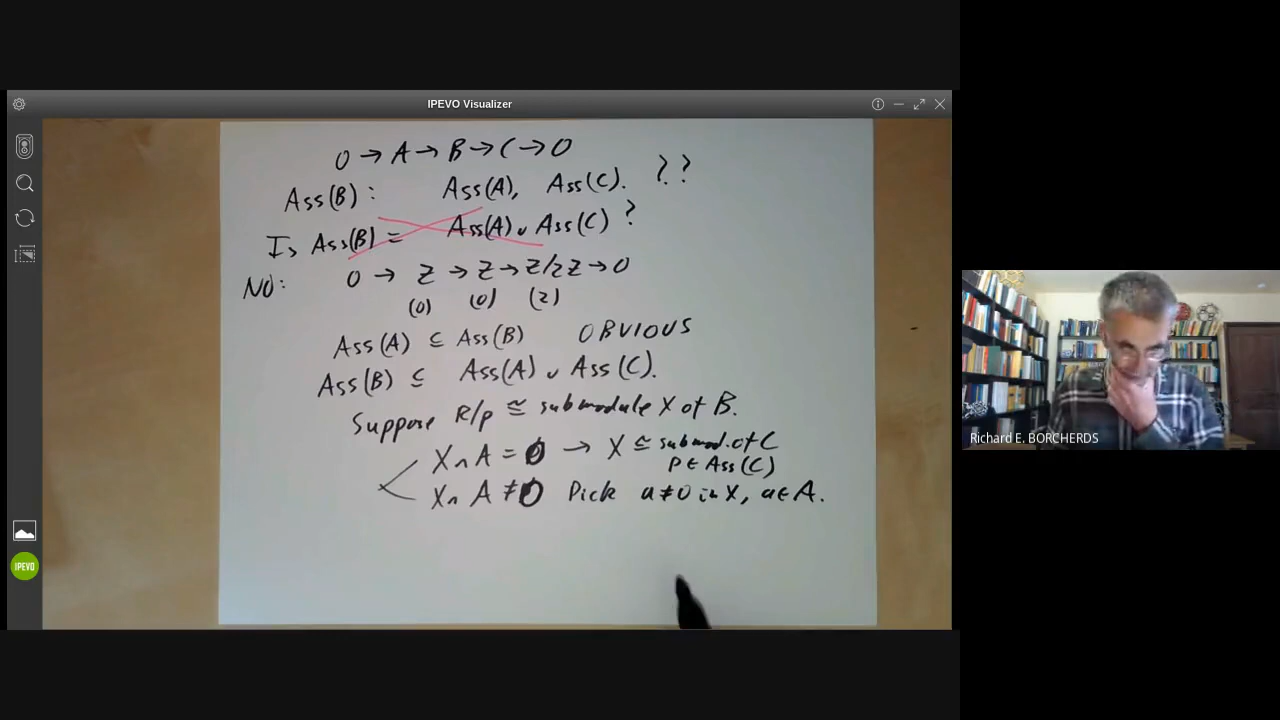 IPEVO Visualizer
0 → A → B → C → 0
Ass(B): Ass(A), Ass(C). ??
Is Ass(B) = Ass(A) ∪ Ass(C) ?
NO: 0 → Z → Z → Z/2Z → 0
(0) (0) (2)
Ass(A) ⊆ Ass(B) OBVIOUS
Ass(B) ⊆ Ass(A) ∪ Ass(C).
Suppose R/p ≅ submodule X of B.
X ∩ A = 0 → X ≅ submod. of C
P ∈ Ass(C)
X ∩ A ≠ 0 Pick a≠0 in X, a ∈ A.
IPEVO
Richard E. BORCHERDS